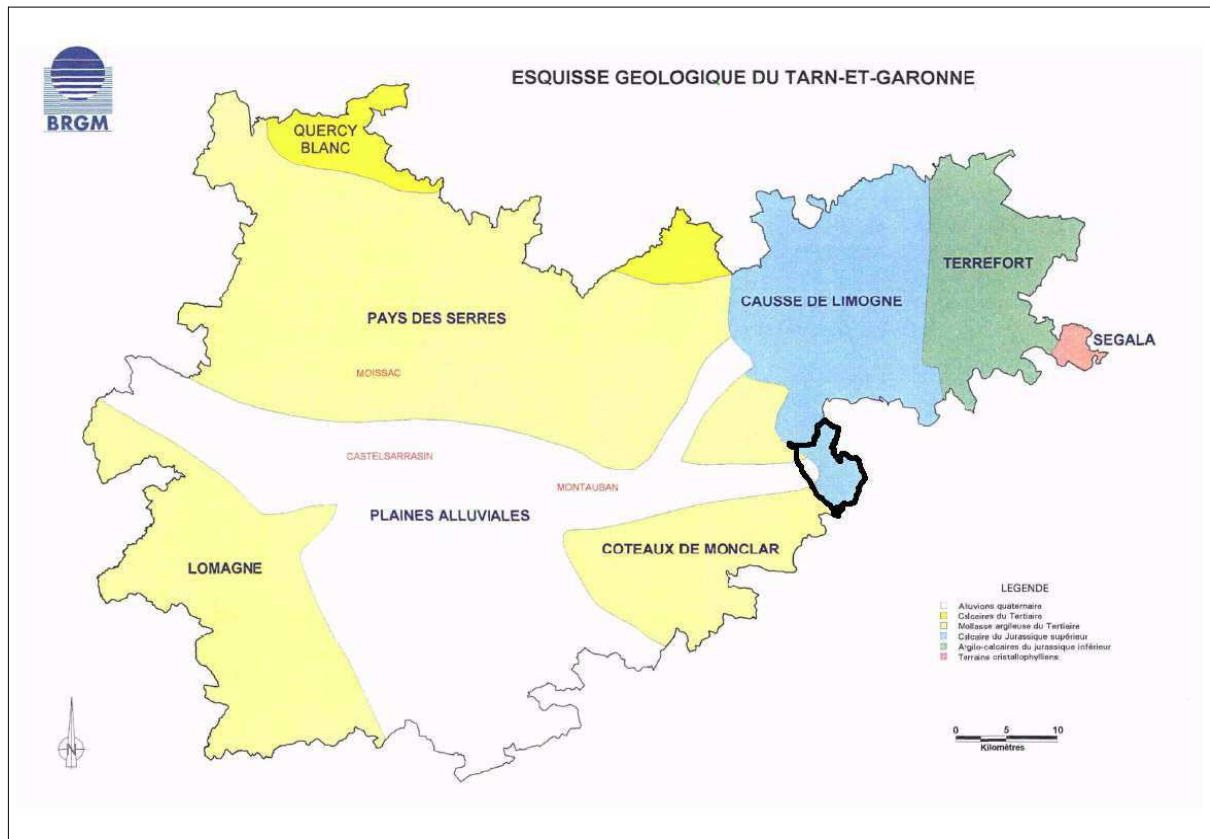 ESQUISSE GEOLOGIQUE DU TARN-ET-GARONNE
BRGM
QUERCY
BLANC
TERREFORT
CAUSSE DE LIMOGNE
PAYS DES SERRES
SEGALA
MOISSAC
CASTELSARRASIN
MONTAUBAN
PLAINES ALLUVIALES
COTEAUX DE MONCLAR
LOMAGNE
LEGENDE
Alluvions quaternaire
Calcaires du Tertiaire
Mollasse argileuse du Tertiaire
Calcaire du Jurassique supérieur
Argilo-calcaires du jurassique inférieur
Terrains cristallophylliens
N
0 5 10
Kilomètres